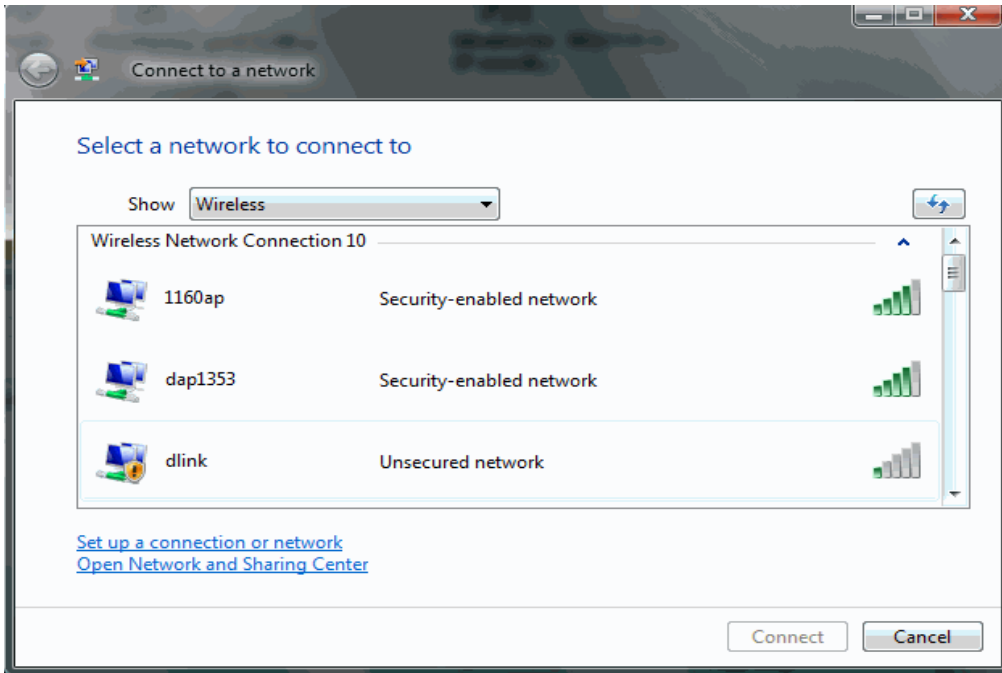 Connect to a network
Select a network to connect to
Show Wireless
Wireless Network Connection 10
1160ap Security-enabled network
dap1353 Security-enabled network
dlink Unsecured network
Set up a connection or network
Open Network and Sharing Center
Connect Cancel